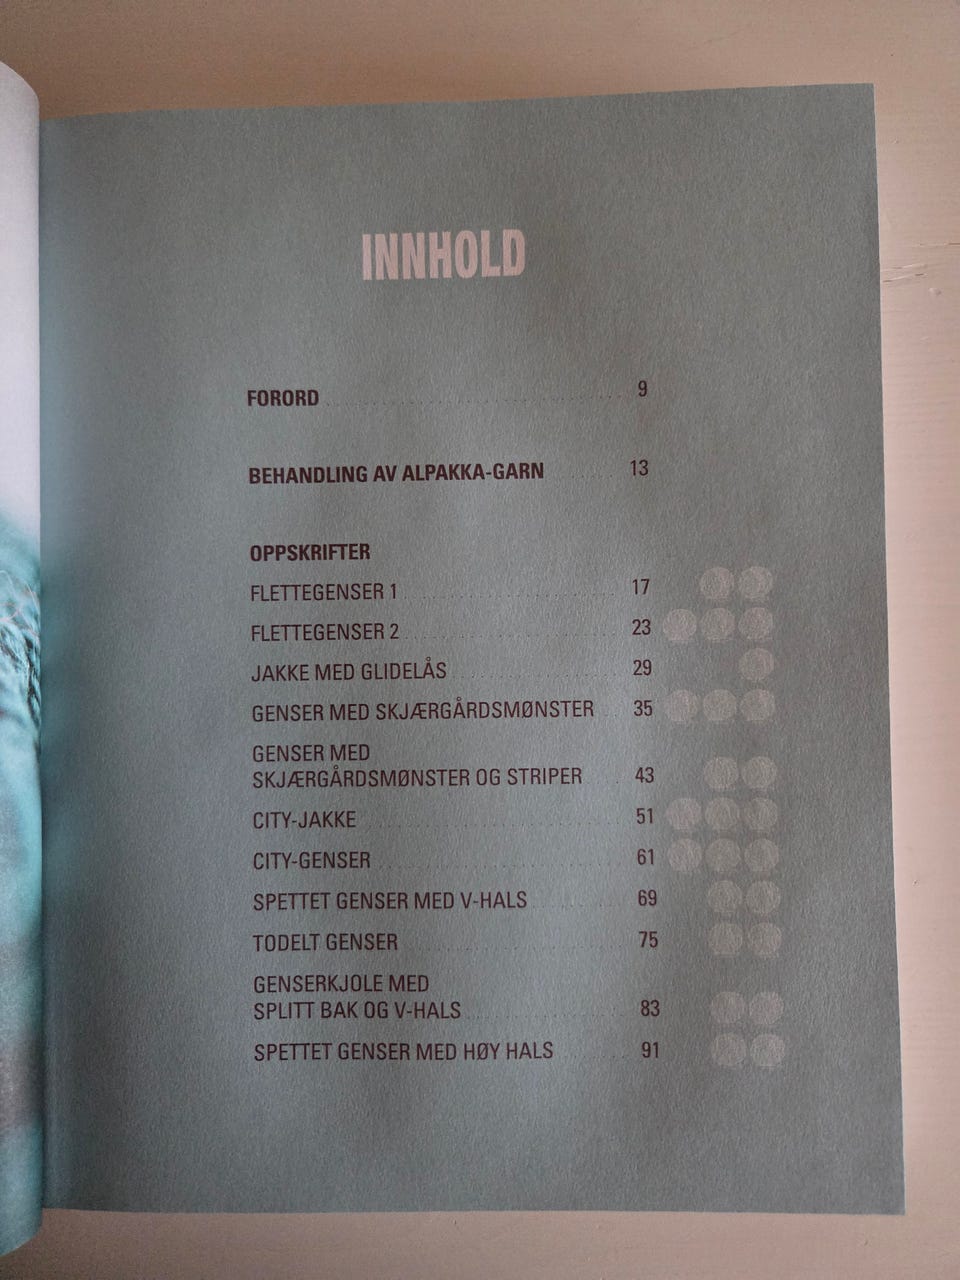 INNHOLD
FORORD 9
BEHANDLING AV ALPAKKA-GARN 13
OPPSKRIFTER
FLETTEGENSER 1 17
FLETTEGENSER 2 23
JAKKE MED GLIDELÅS 29
GENSER MED SKJÆRGÅRDSMØNSTER 35
GENSER MED
SKJÆRGÅRDSMØNSTER OG STRIPER 43
CITY-JAKKE 51
CITY-GENSER 61
SPETTET GENSER MED V-HALS 69
TODELT GENSER 75
GENSERKJOLE MED
SPLITT BAK OG V-HALS 83
SPETTET GENSER MED HØY HALS 91